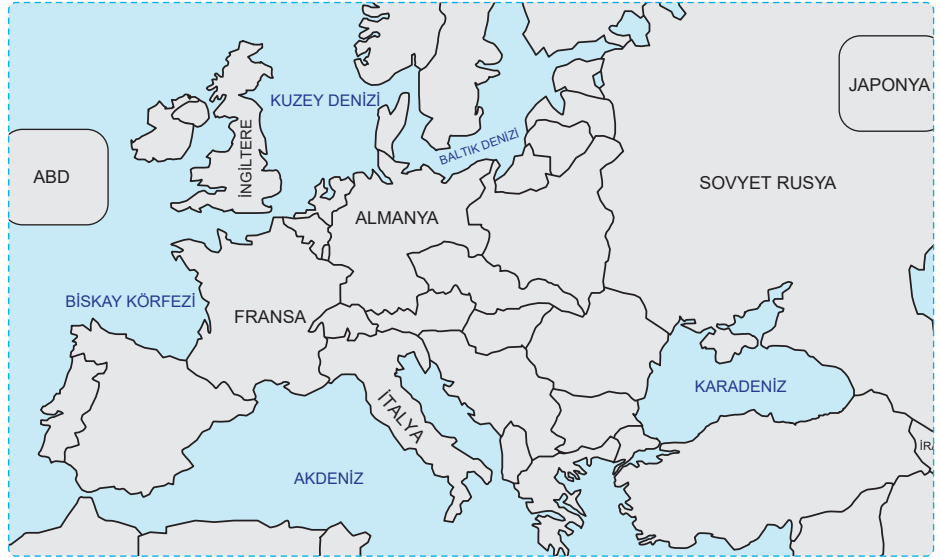 KUZEY DENİZİ
JAPONYA
BALTIK DENİZİ
İNGİLTERE
ABD
SOVYET RUSYA
ALMANYA
BİSKAY KÖRFEZİ
FRANSA
KARADENİZ
İTALYA
İRA
AKDENİZ